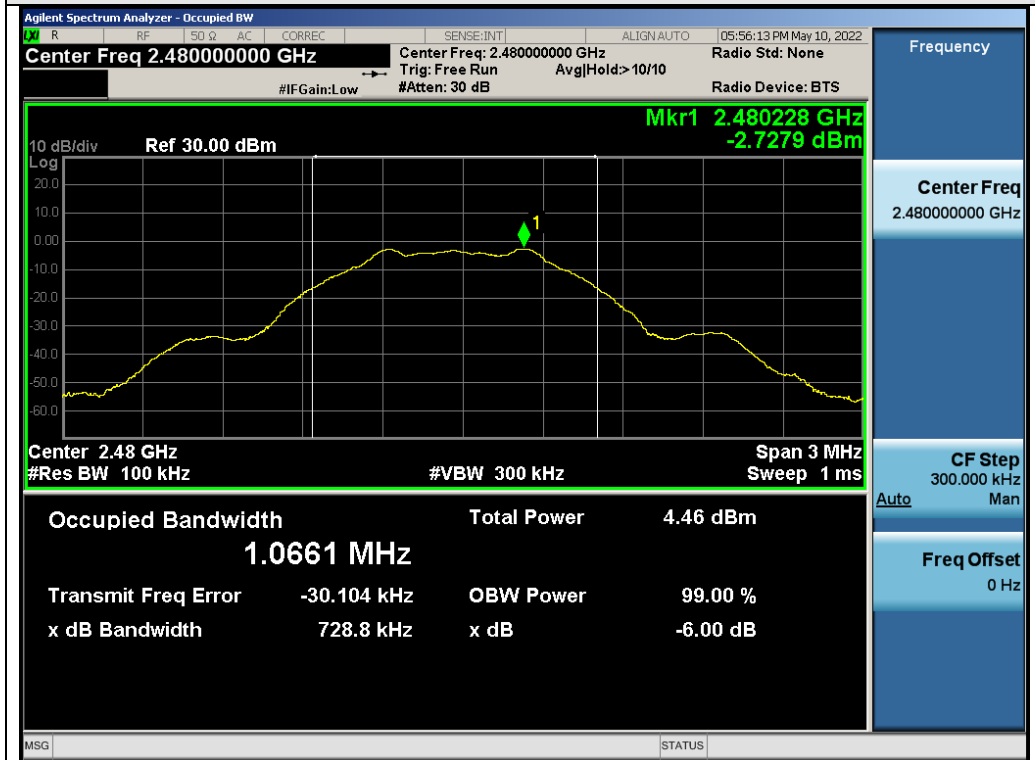 Agilent Spectrum Analyzer - Occupied BW
LXI R RF 50 Ω AC CORREC SENSE:INT ALIGN AUTO 05:56:13 PM May 10, 2022
Center Freq 2.480000000 GHz
Center Freq: 2.480000000 GHz Radio Std: None
Trig: Free Run Avg|Hold:> 10/10
#IFGain:Low #Atten: 30 dB Radio Device: BTS
Mkr1 2.480228 GHz
-2.7279 dBm
10 dB/div Ref 30.00 dBm
Log
20.0
10.0
1
0.00
-10.0
-20.0
-30.0
-40.0
-50.0
-60.0
Center 2.48 GHz Span 3 MHz
#Res BW 100 kHz #VBW 300 kHz Sweep 1 ms
Occupied Bandwidth Total Power 4.46 dBm
1.0661 MHz
Transmit Freq Error -30.104 kHz OBW Power 99.00 %
x dB Bandwidth 728.8 kHz x dB -6.00 dB
Frequency
Center Freq
2.480000000 GHz
CF Step
300.000 kHz
Auto Man
Freq Offset
0 Hz
MSG STATUS